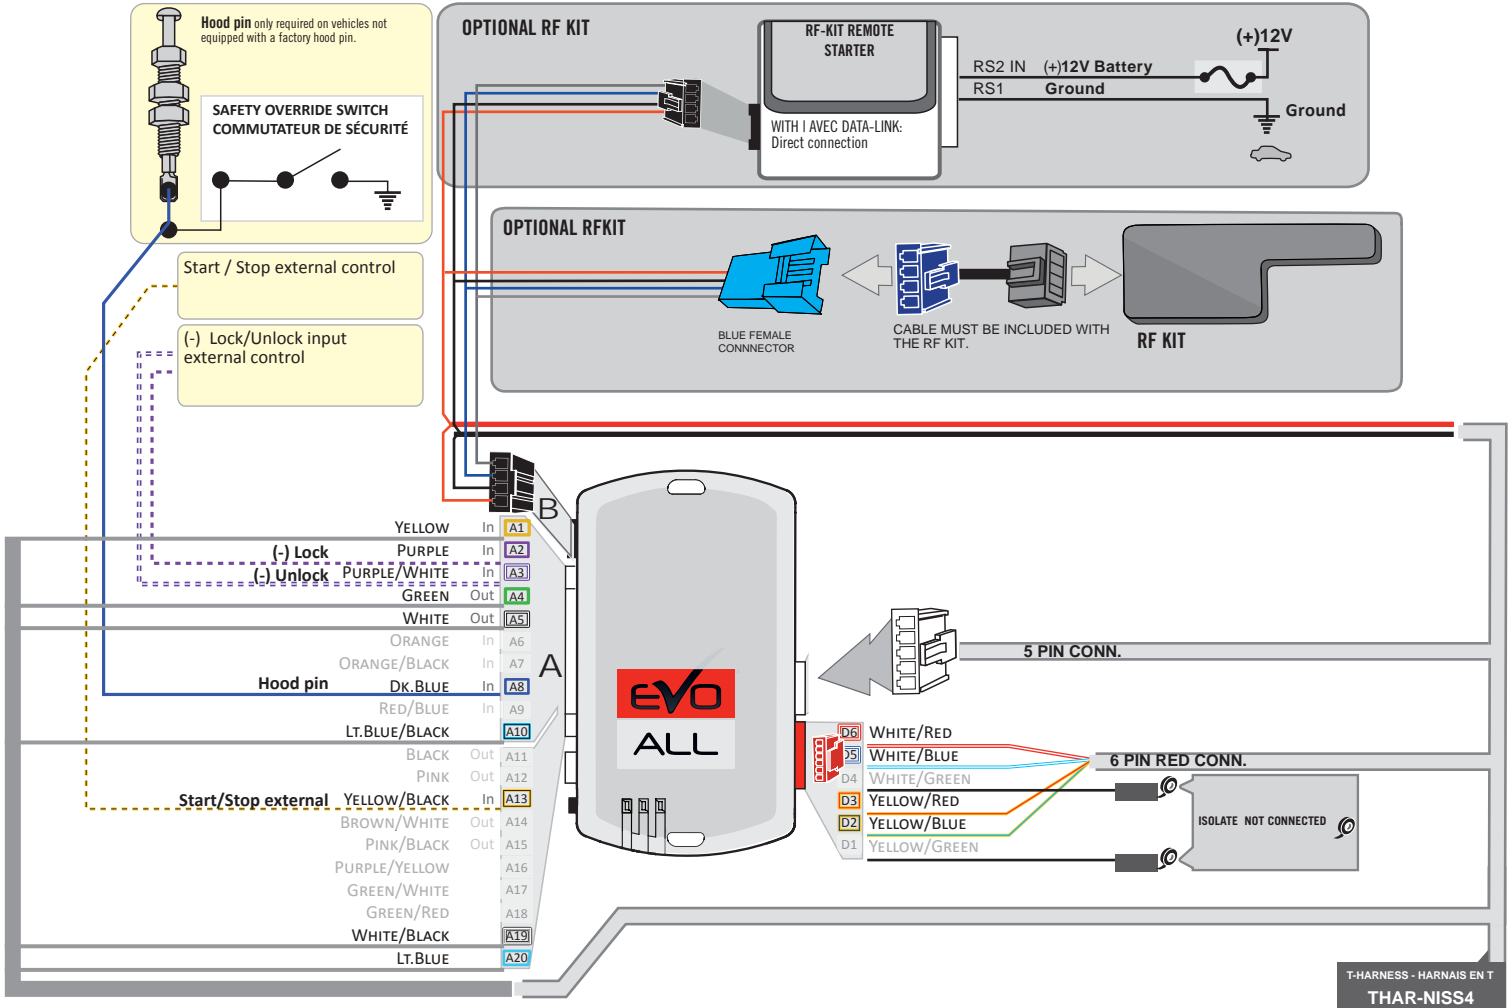 Hood pin only required on vehicles not
equipped with a factory hood pin.
SAFETY OVERRIDE SWITCH
COMMUTATEUR DE SÉCURITÉ
OPTIONAL RF KIT
RF-KIT REMOTE
STARTER
WITH I AVEC DATA-LINK:
Direct connection
(+)12V
RS2 IN (+)12V Battery
RS1 Ground
Ground
Start / Stop external control
(-) Lock/Unlock input
external control
OPTIONAL RFKIT
BLUE FEMALE
CONNNECTOR
CABLE MUST BE INCLUDED WITH
THE RF KIT.
RF KIT
B
A
YELLOW In A1
(-) Lock PURPLE In A2
(-) Unlock PURPLE/WHITE In A3
GREEN Out A4
WHITE Out A5
ORANGE In A6
ORANGE/BLACK In A7
Hood pin DK.BLUE In A8
RED/BLUE In A9
LT.BLUE/BLACK A10
BLACK Out A11
PINK Out A12
Start/Stop external YELLOW/BLACK In A13
BROWN/WHITE Out A14
PINK/BLACK Out A15
PURPLE/YELLOW A16
GREEN/WHITE A17
GREEN/RED A18
WHITE/BLACK A19
LT.BLUE A20
EVO
ALL
5 PIN CONN.
D6 WHITE/RED
D5 WHITE/BLUE
D4 WHITE/GREEN
D3 YELLOW/RED
D2 YELLOW/BLUE
D1 YELLOW/GREEN
6 PIN RED CONN.
ISOLATE NOT CONNECTED
T-HARNESS - HARNAIS EN T
THAR-NISS4